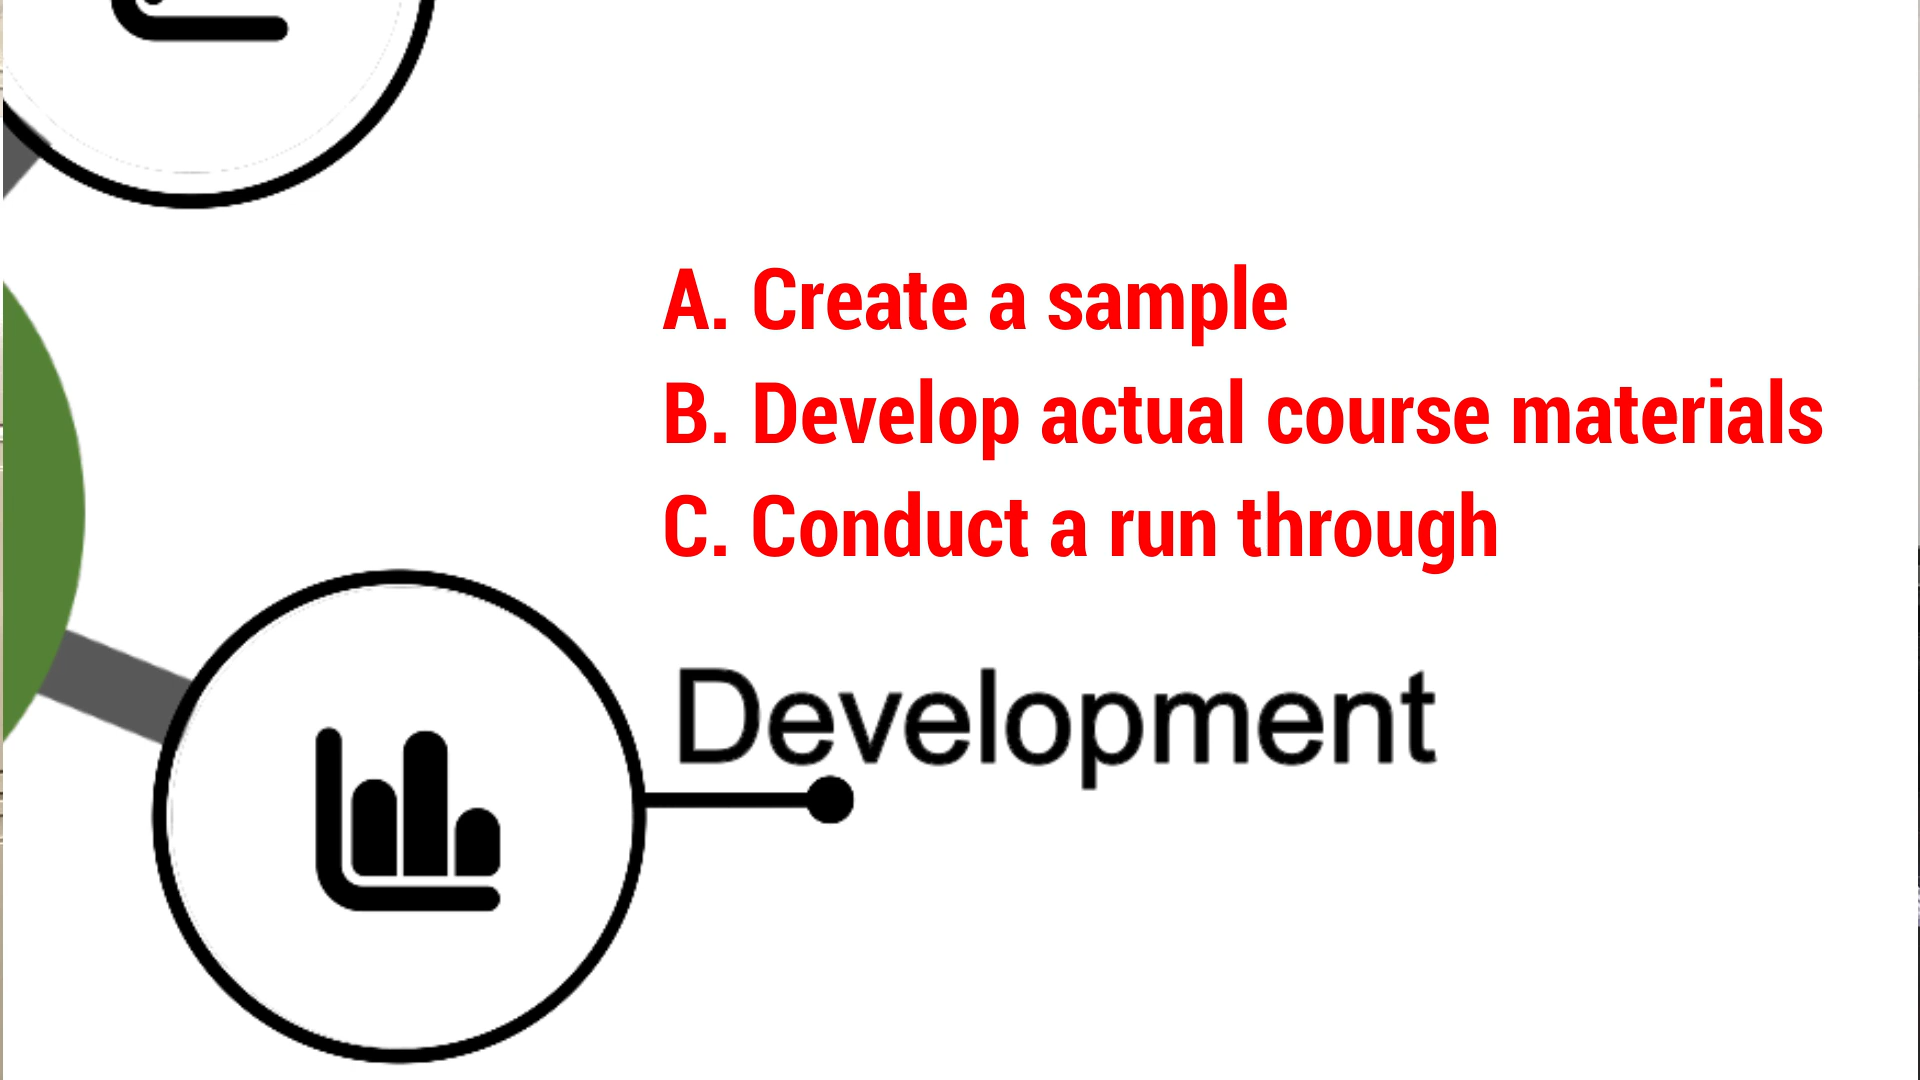 A. Create a sample
B. Develop actual course materials
C. Conduct a run through
Development